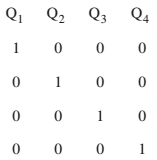 Q1 Q2 Q3 Q4
1 0 0 0
0 1 0 0
0 0 1 0
0 0 0 1